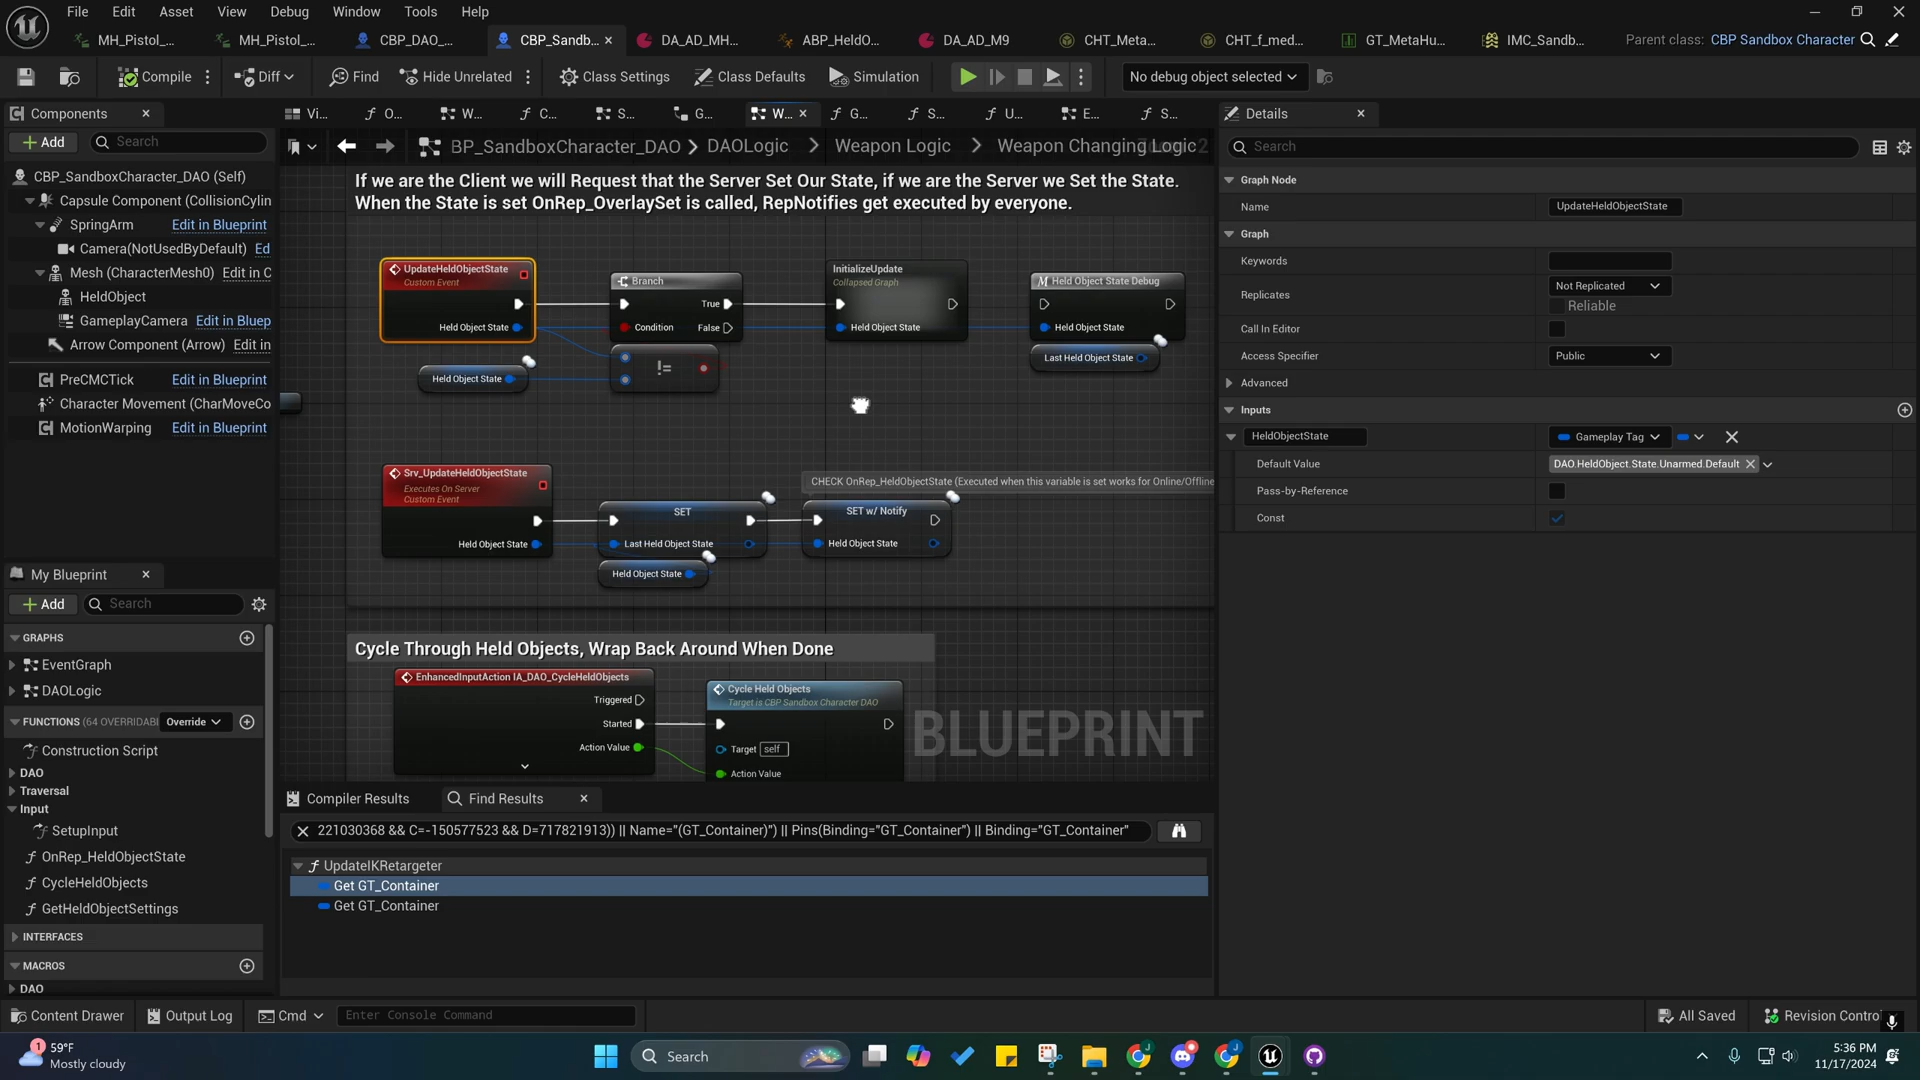 File Edit Asset View Debug Window Tools Help
MH_Pistol_... MH_Pistol_... CBP_DAO_... CBP_Sandb... DA_AD_MH... ABP_HeldO... DA_AD_M9 CHT_Meta... CHT_f_med... GT_MetaHu... IMC_Sandb... Parent class: CBP Sandbox Character
Compile Diff Find Hide Unrelated Class Settings Class Defaults Simulation No debug object selected
Components Vi... O... W... C... S... G... W... G... S... U... E... S... Details
Add Search
BP_SandboxCharacter_DAO > DAOLogic > Weapon Logic > Weapon Changing Logic
Search
CBP_SandboxCharacter_DAO (Self)
Capsule Component (CollisionCylin
SpringArm Edit in Blueprint
Camera(NotUsedByDefault) Ed
Mesh (CharacterMesh0) Edit in C
HeldObject
GameplayCamera Edit in Bluep
Arrow Component (Arrow) Edit in
PreCMCTick Edit in Blueprint
Character Movement (CharMoveCo
MotionWarping Edit in Blueprint
If we are the Client we will Request that the Server Set Our State, if we are the Server we Set the State.
When the State is set OnRep_OverlaySet is called, RepNotifies get executed by everyone.
UpdateHeldObjectState
Custom Event
Held Object State
Branch
True
Condition False
InitializeUpdate
Collapsed Graph
Held Object State
Held Object State Debug
Held Object State
Last Held Object State
Held Object State
!=
Srv_UpdateHeldObjectState
Executes On Server
Custom Event
Held Object State
SET
Last Held Object State
Held Object State
CHECK OnRep_HeldObjectState (Executed when this variable is set works for Online/Offline
SET w/ Notify
Held Object State
Cycle Through Held Objects, Wrap Back Around When Done
EnhancedInputAction IA_DAO_CycleHeldObjects
Triggered
Started
Action Value
Cycle Held Objects
Target is CBP Sandbox Character DAO
Target self
Action Value
BLUEPRINT
Graph Node
Name UpdateHeldObjectState
Graph
Keywords
Replicates Not Replicated
Reliable
Call In Editor
Access Specifier Public
Advanced
Inputs
HeldObjectState Gameplay Tag
Default Value DAO.HeldObject.State.Unarmed.Default
Pass-by-Reference
Const
My Blueprint
Add Search
GRAPHS
EventGraph
DAOLogic
FUNCTIONS (64 OVERRIDABL Override
Construction Script
DAO
Traversal
Input
SetupInput
OnRep_HeldObjectState
CycleHeldObjects
GetHeldObjectSettings
INTERFACES
MACROS
DAO
Compiler Results Find Results
221030368 && C=-150577523 && D=717821913)) || Name="(GT_Container)") || Pins(Binding="GT_Container") || Binding="GT_Container"
UpdateIKRetargeter
Get GT_Container
Get GT_Container
Content Drawer Output Log Cmd Enter Console Command All Saved Revision Contro
1
59°F
Mostly cloudy
Search
5:36 PM
11/17/2024